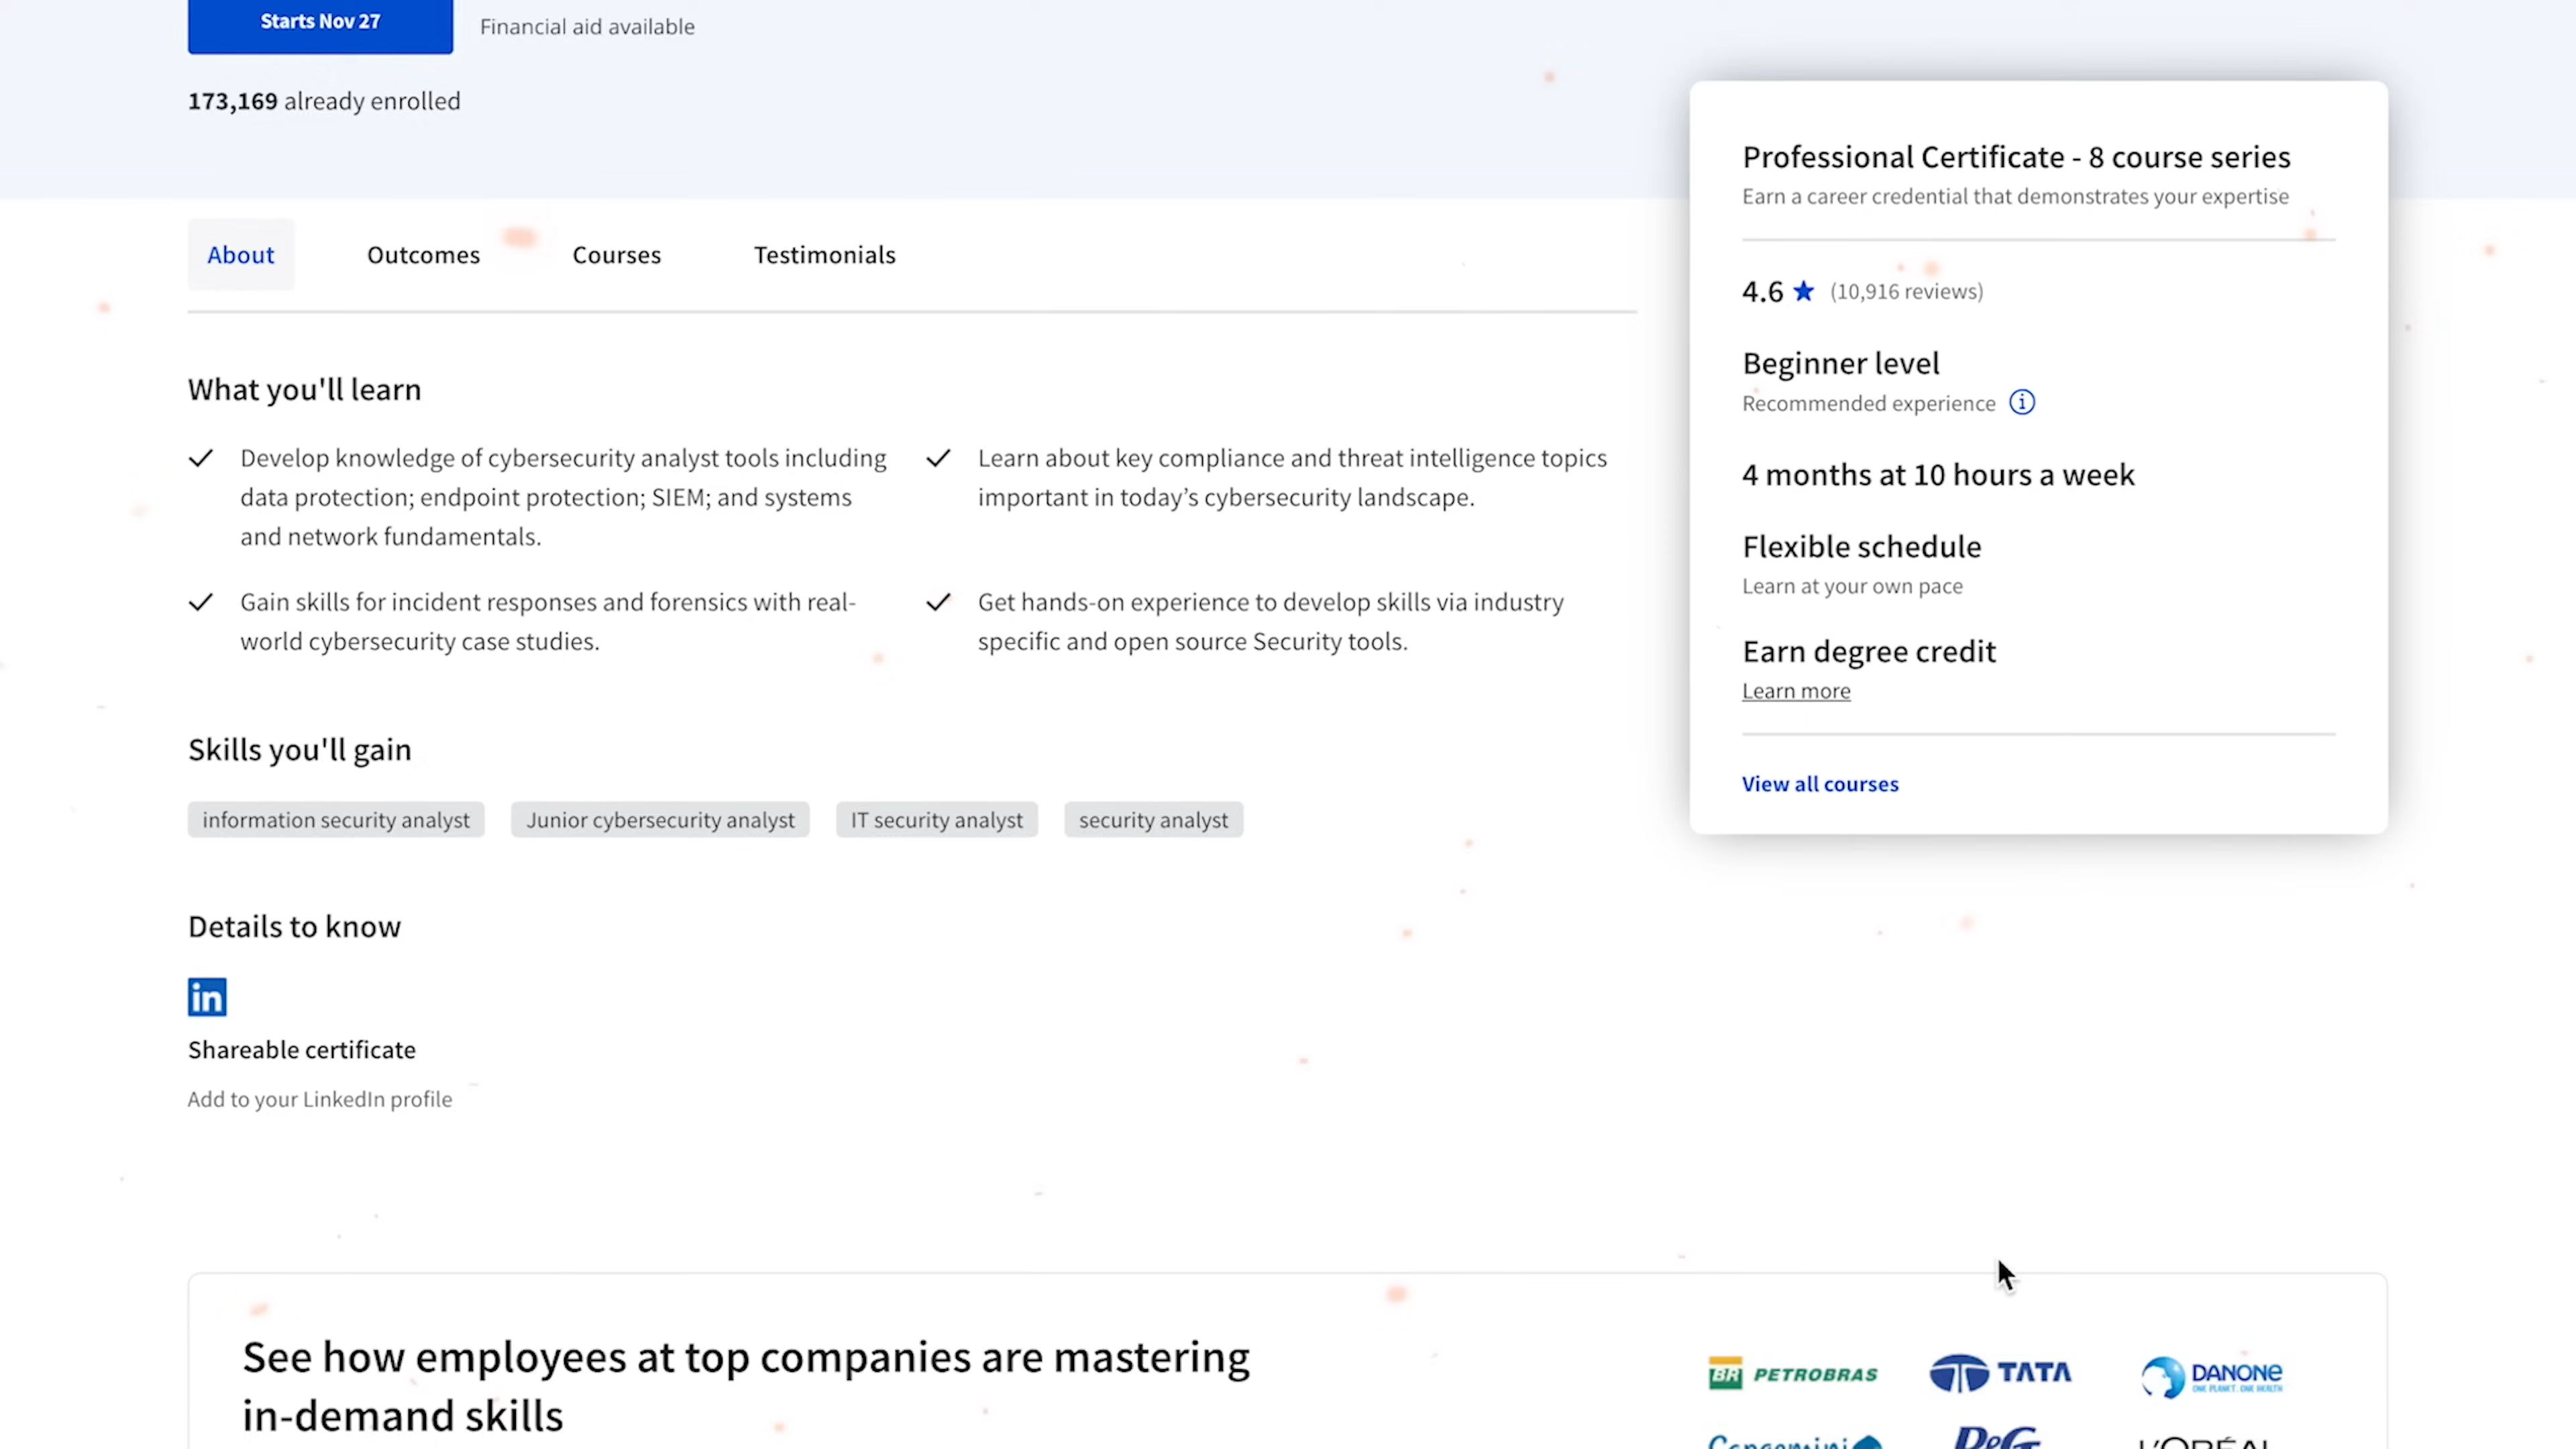 Starts Nov 27
Financial aid available
173,169 already enrolled
About
Outcomes
Courses
Testimonials
What you'll learn
Develop knowledge of cybersecurity analyst tools including
data protection; endpoint protection; SIEM; and systems
and network fundamentals.
Learn about key compliance and threat intelligence topics
important in today’s cybersecurity landscape.
Gain skills for incident responses and forensics with real-
world cybersecurity case studies.
Get hands-on experience to develop skills via industry
specific and open source Security tools.
Skills you'll gain
information security analyst
Junior cybersecurity analyst
IT security analyst
security analyst
Details to know
in
Shareable certificate
Add to your LinkedIn profile
Professional Certificate - 8 course series
Earn a career credential that demonstrates your expertise
4.6 ★ (10,916 reviews)
Beginner level
Recommended experience
4 months at 10 hours a week
Flexible schedule
Learn at your own pace
Earn degree credit
Learn more
View all courses
See how employees at top companies are mastering
in-demand skills
BR PETROBRAS
TATA
DANONE
ONE PLANET. ONE HEALTH
Capgemini
P&G
L'ORÉAL